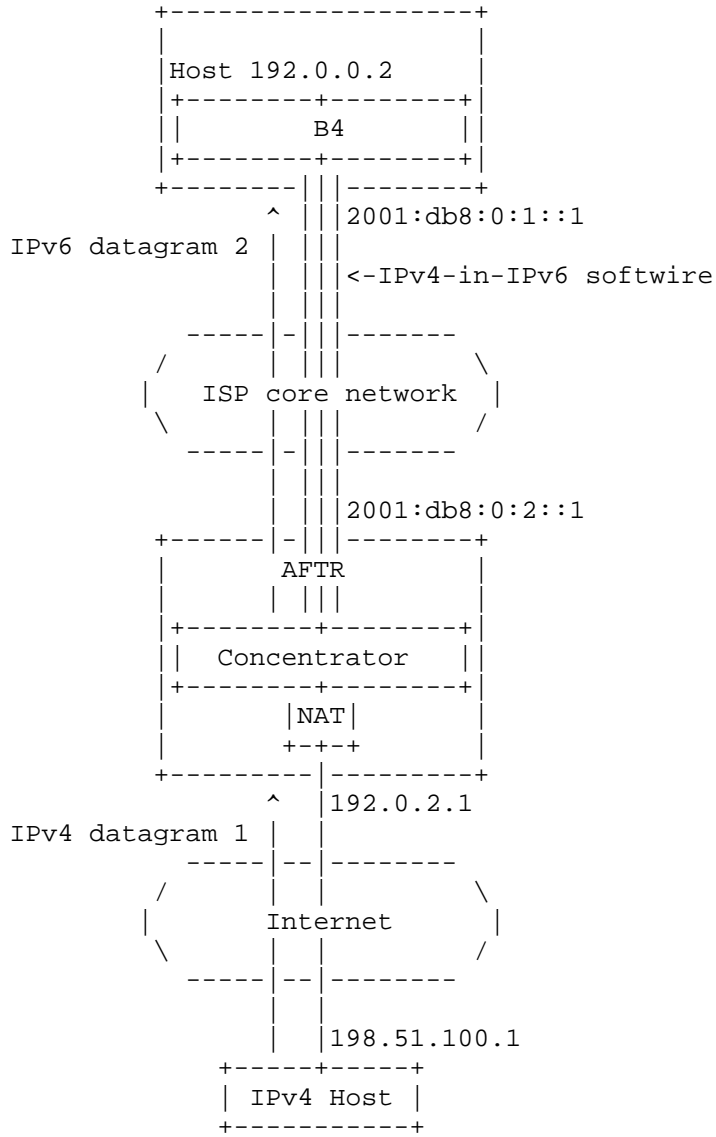 Host 192.0.0.2
B4
2001:db8:0:1::1
IPv6 datagram 2
<-IPv4-in-IPv6 softwire
ISP core network
2001:db8:0:2::1
AFTR
Concentrator
NAT
192.0.2.1
IPv4 datagram 1
Internet
198.51.100.1
IPv4 Host